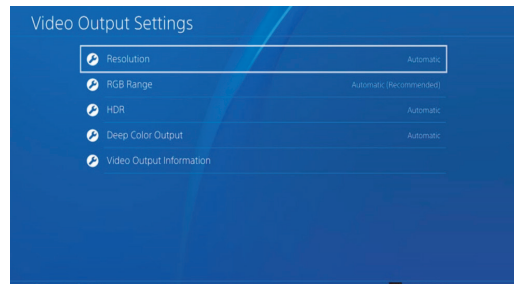 Video Output Settings
Resolution Automatic
RGB Range Automatic (Recommended)
HDR Automatic
Deep Color Output Automatic
Video Output Information